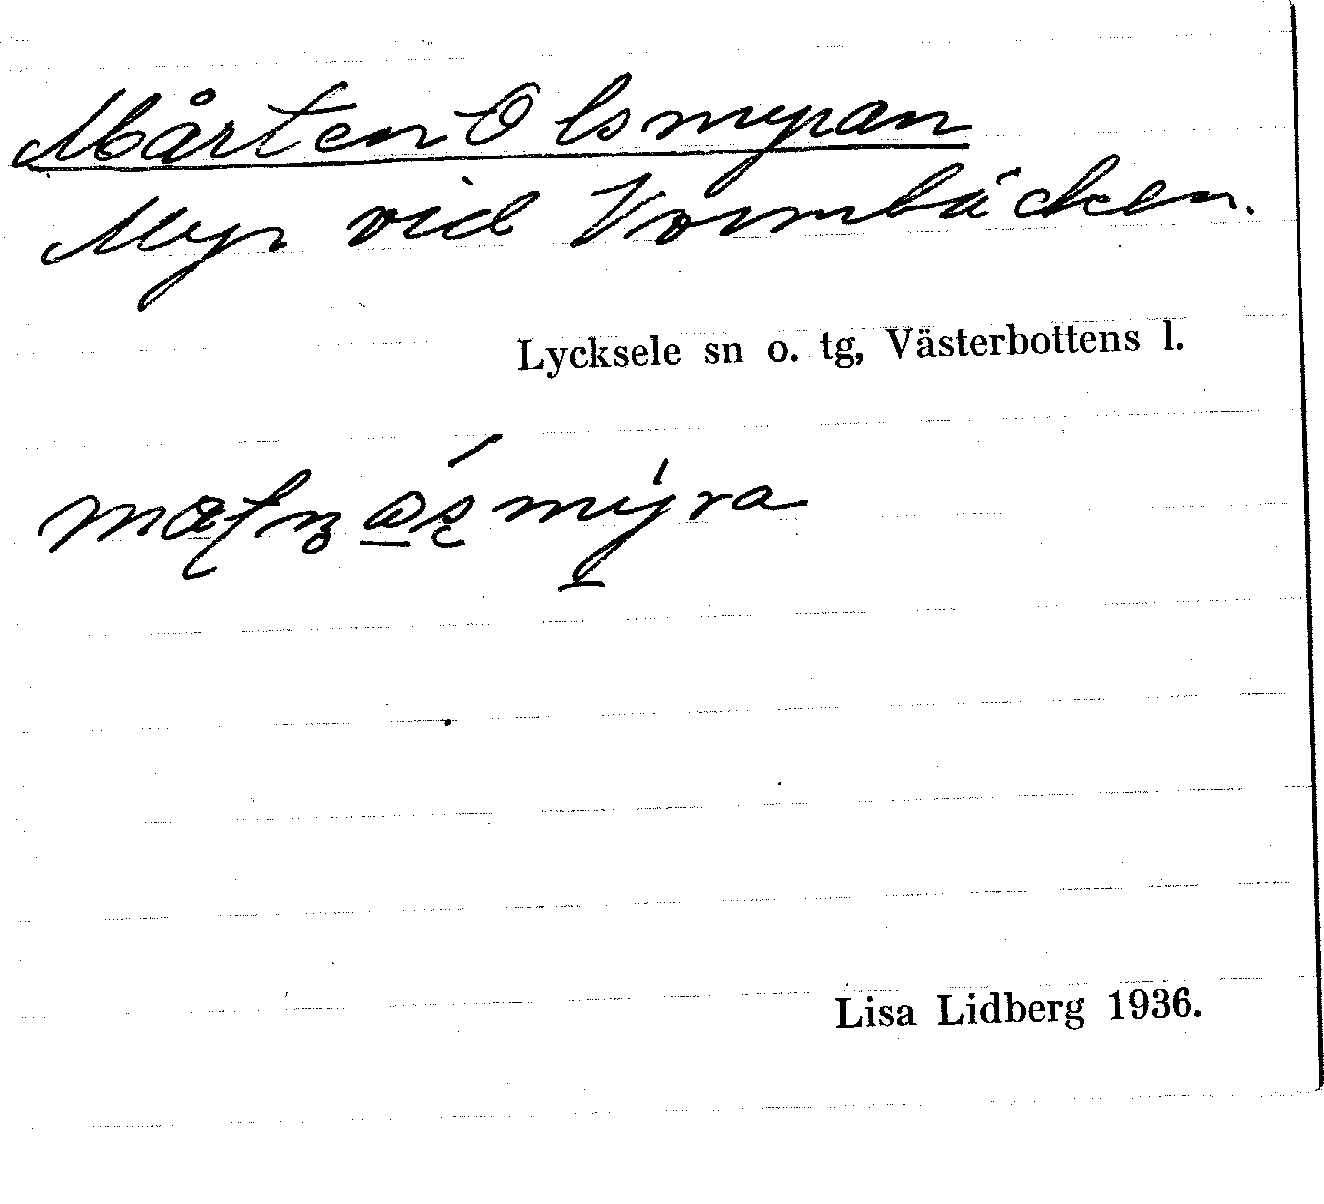 Mårten-Olsmyran
Myr vid Vormbäcken.
Lycksele sn o. tg, Västerbottens l.
Lisa Lidberg 1936.